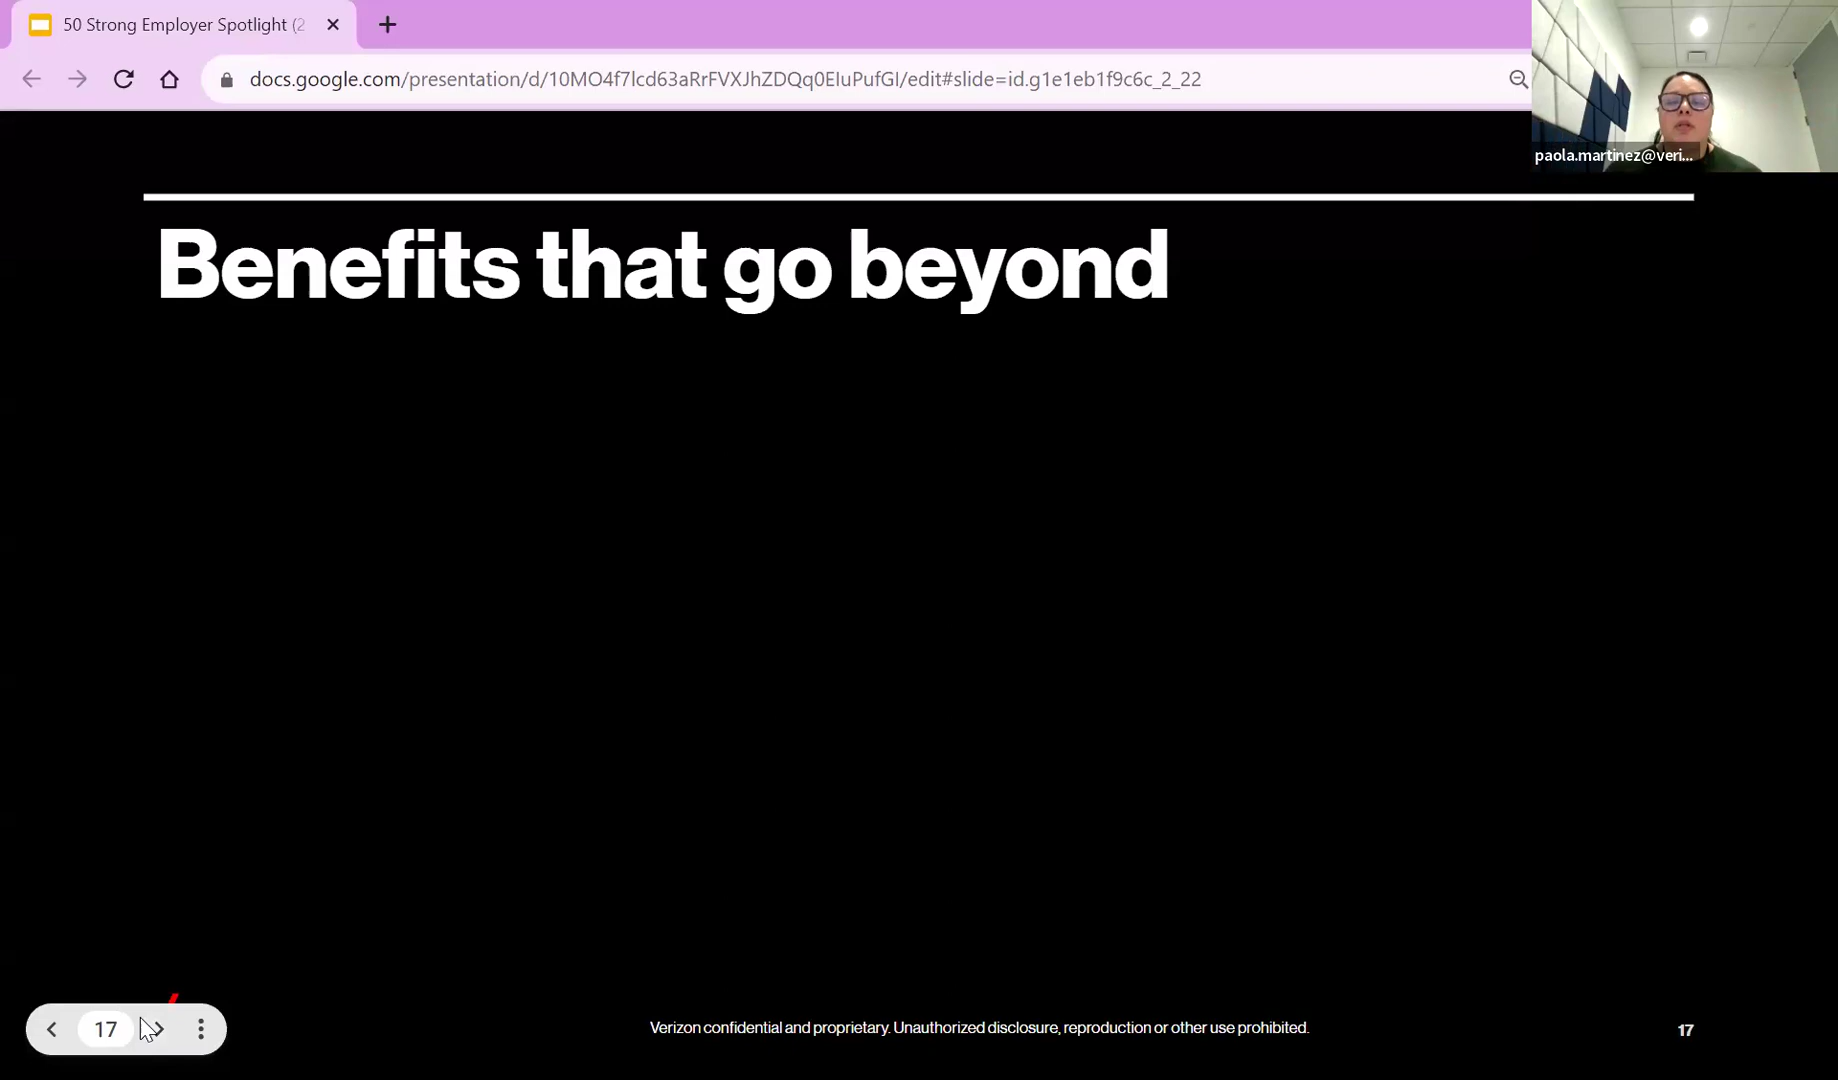 50 Strong Employer Spotlight (2
docs.google.com/presentation/d/10MO4f7lcd63aRrFVXJhZDQq0EIuPufGI/edit#slide=id.g1e1eb1f9c6c_2_22
paola.martinez@veri...
Benefits that go beyond
17
Verizon confidential and proprietary. Unauthorized disclosure, reproduction or other use prohibited.
17